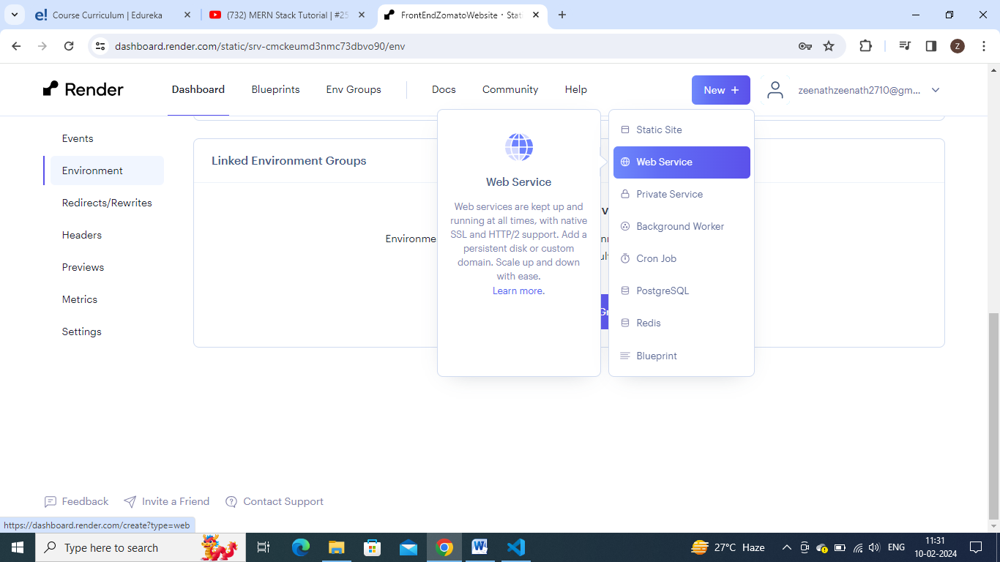 e! Course Curriculum | Edureka
(732) MERN Stack Tutorial | #25
FrontEndZomatoWebsite · Stati
dashboard.render.com/static/srv-cmckeumd3nmc73dbvo90/env
Z
Render
Dashboard
Blueprints
Env Groups
Docs
Community
Help
New +
zeenathzeenath2710@gm...
Events
Environment
Redirects/Rewrites
Headers
Previews
Metrics
Settings
Linked Environment Groups
Environme
Web Service
Web services are kept up and
running at all times, with native
SSL and HTTP/2 support. Add a
persistent disk or custom
domain. Scale up and down
with ease.
Learn more.
Static Site
Web Service
Private Service
Background Worker
Cron Job
PostgreSQL
Redis
Blueprint
Feedback
Invite a Friend
Contact Support
https://dashboard.render.com/create?type=web
Type here to search
27°C Haze
ENG
11:31
10-02-2024